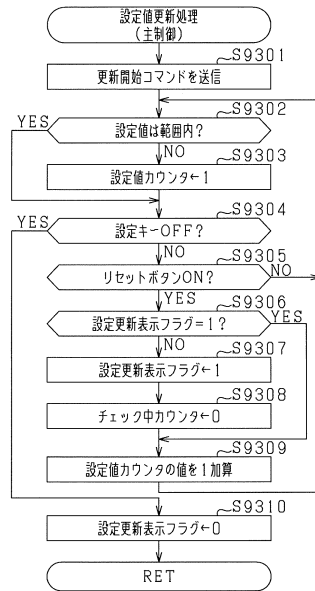 設定値更新処理
(主制御)
S9301
更新開始コマンドを送信
S9302
YES
設定値は範囲内?
NO
S9303
設定値カウンタ←1
S9304
YES
設定キーOFF?
NO
S9305
リセットボタンON?
NO
YES
S9306
設定更新表示フラグ=1?
YES
NO
S9307
設定更新表示フラグ←1
S9308
チェック中カウンタ←0
S9309
設定値カウンタの値を1加算
S9310
設定更新表示フラグ←0
RET